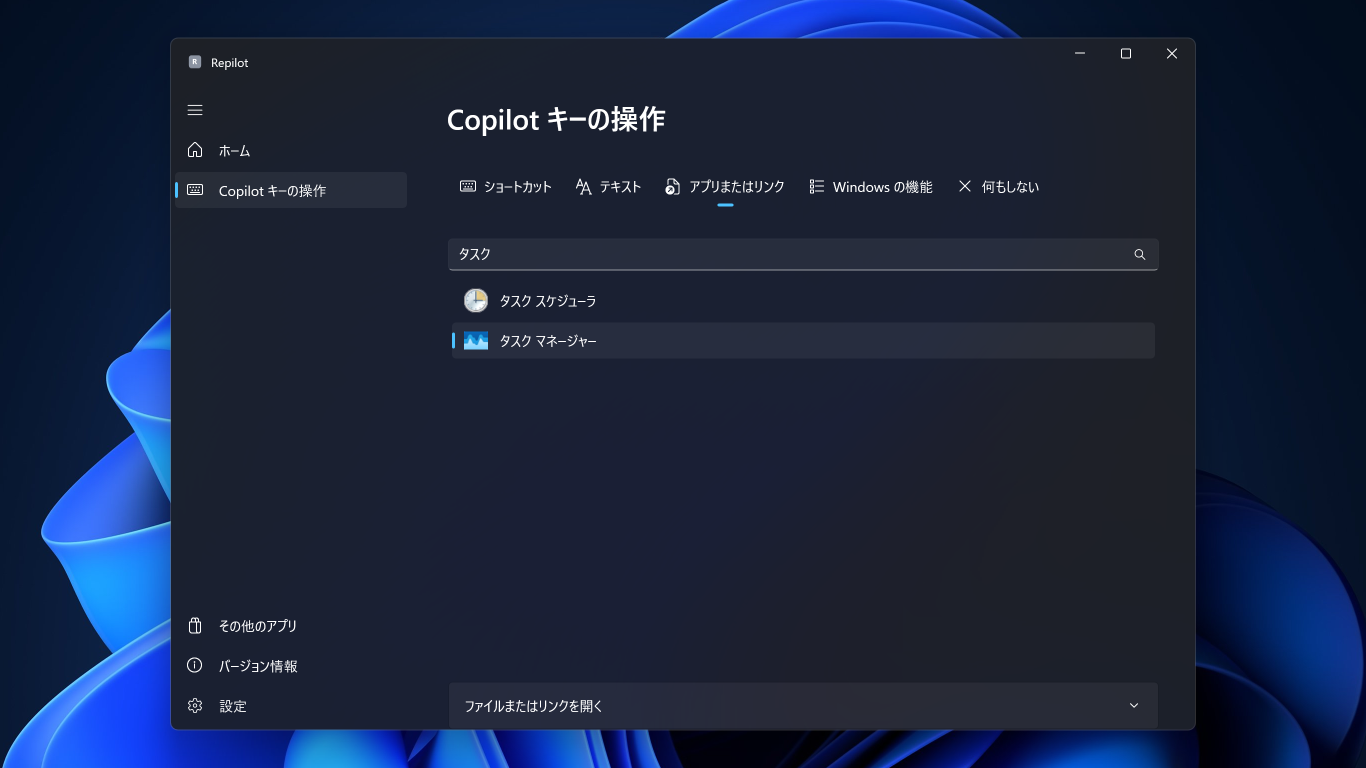 R Repilot
ホーム
Copilot キーの操作
その他のアプリ
バージョン情報
設定
Copilot キーの操作
ショートカット テキスト アプリまたはリンク Windows の機能 何もしない
タスク
タスク スケジューラ
タスク マネージャー
ファイルまたはリンクを開く